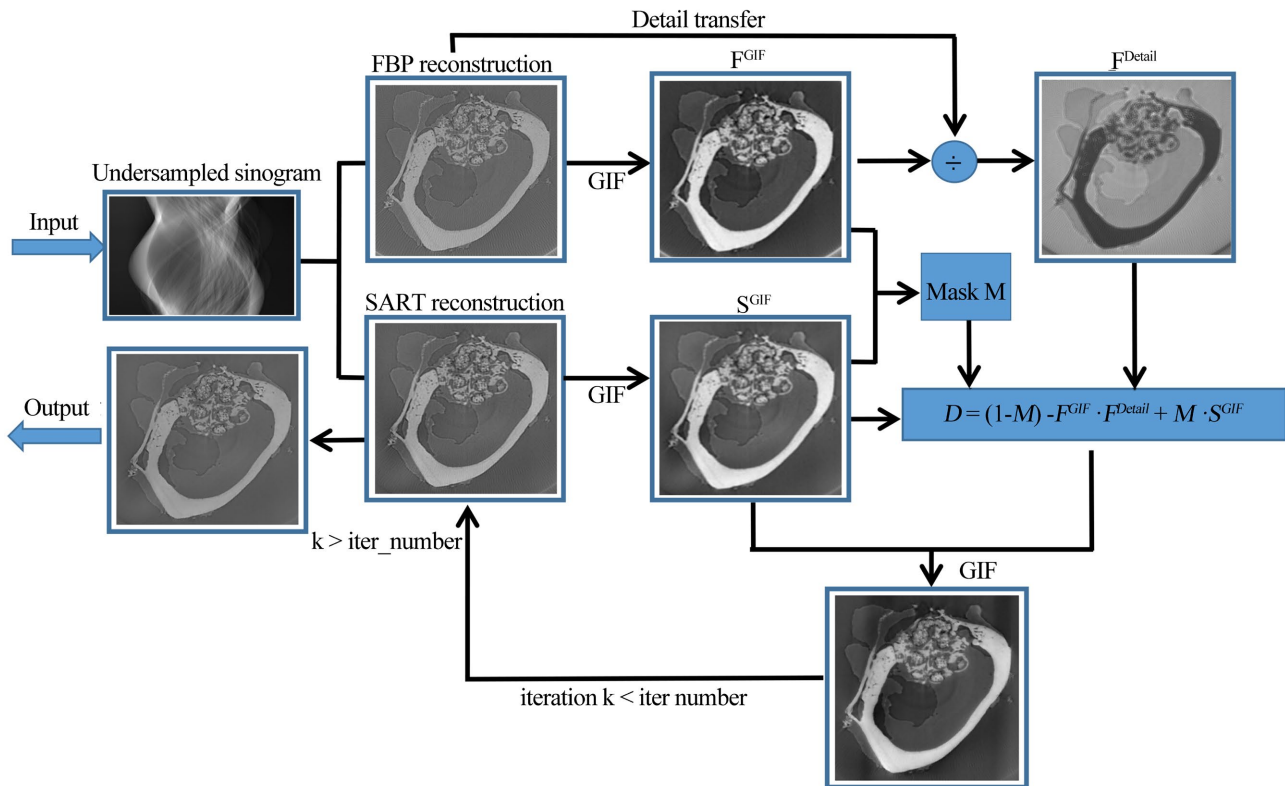 Detail transfer
FBP reconstruction
F^GIF
F^Detail
Undersampled sinogram
÷
GIF
Input
SART reconstruction
S^GIF
Mask M
GIF
Output
D = (1-M) -F^GIF · F^Detail + M · S^GIF
k > iter_number
GIF
iteration k < iter number